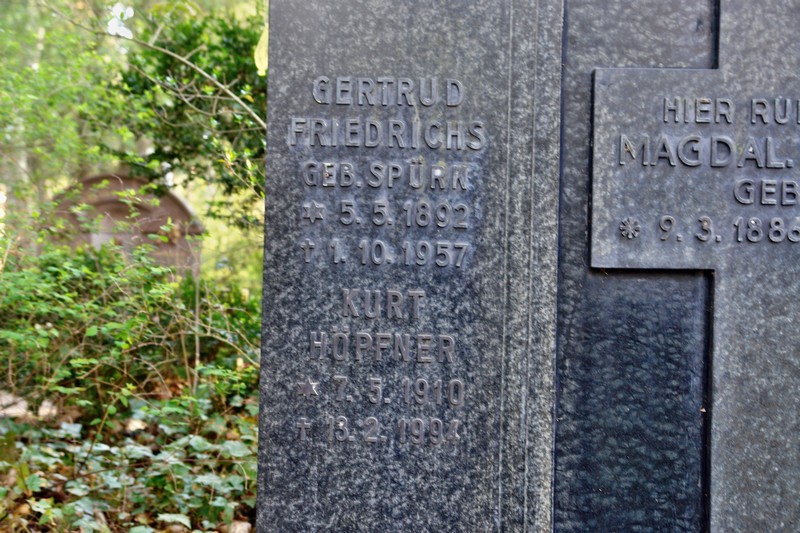 GERTRUD
FRIEDRICHS
GEB. SPÜRK
* 5. 5. 1892
† 1. 10. 1957
KURT
HÖPFNER
* 7. 5. 1910
† 13. 2. 1994
HIER RU
MAGDAL.
GEB
* 9. 3. 1886